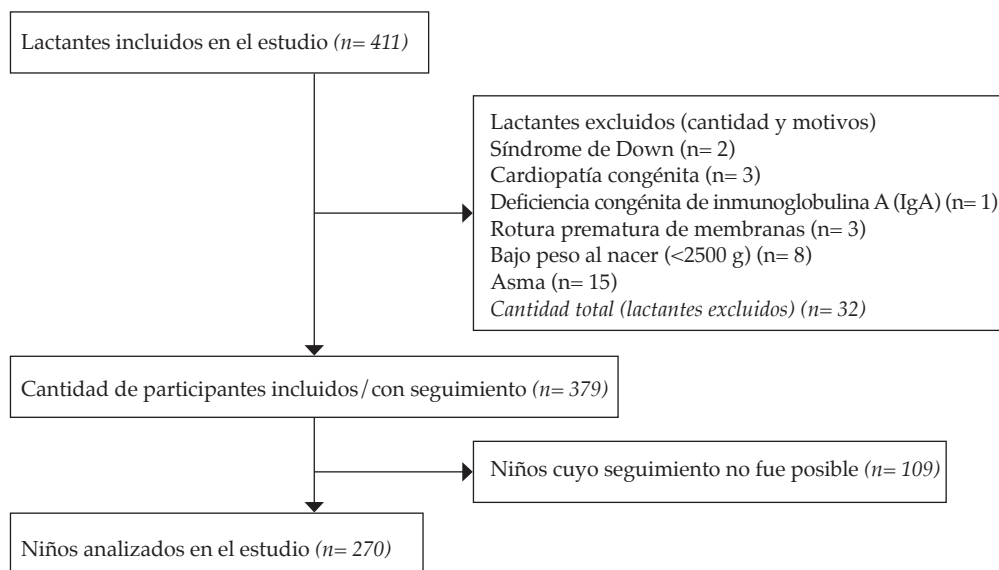 Lactantes incluidos en el estudio (n= 411)
Lactantes excluidos (cantidad y motivos)
Síndrome de Down (n= 2)
Cardiopatía congénita (n= 3)
Deficiencia congénita de inmunoglobulina A (IgA) (n= 1)
Rotura prematura de membranas (n= 3)
Bajo peso al nacer (<2500 g) (n= 8)
Asma (n= 15)
Cantidad total (lactantes excluidos) (n= 32)
Cantidad de participantes incluidos/con seguimiento (n= 379)
Niños cuyo seguimiento no fue posible (n= 109)
Niños analizados en el estudio (n= 270)